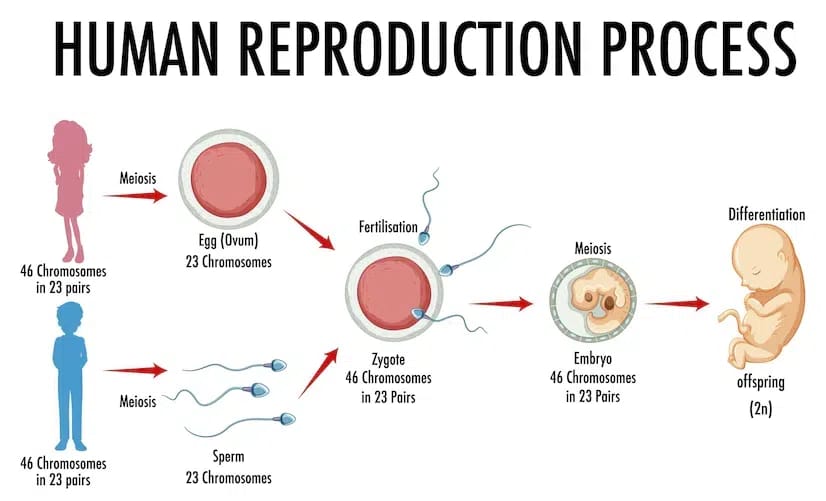 HUMAN REPRODUCTION PROCESS
Meiosis
46 Chromosomes
in 23 pairs
Egg (Ovum)
23 Chromosomes
Meiosis
46 Chromosomes
in 23 pairs
Sperm
23 Chromosomes
Fertilisation
Zygote
46 Chromosomes
in 23 Pairs
Meiosis
Embryo
46 Chromosomes
in 23 Pairs
Differentiation
offspring
(2n)